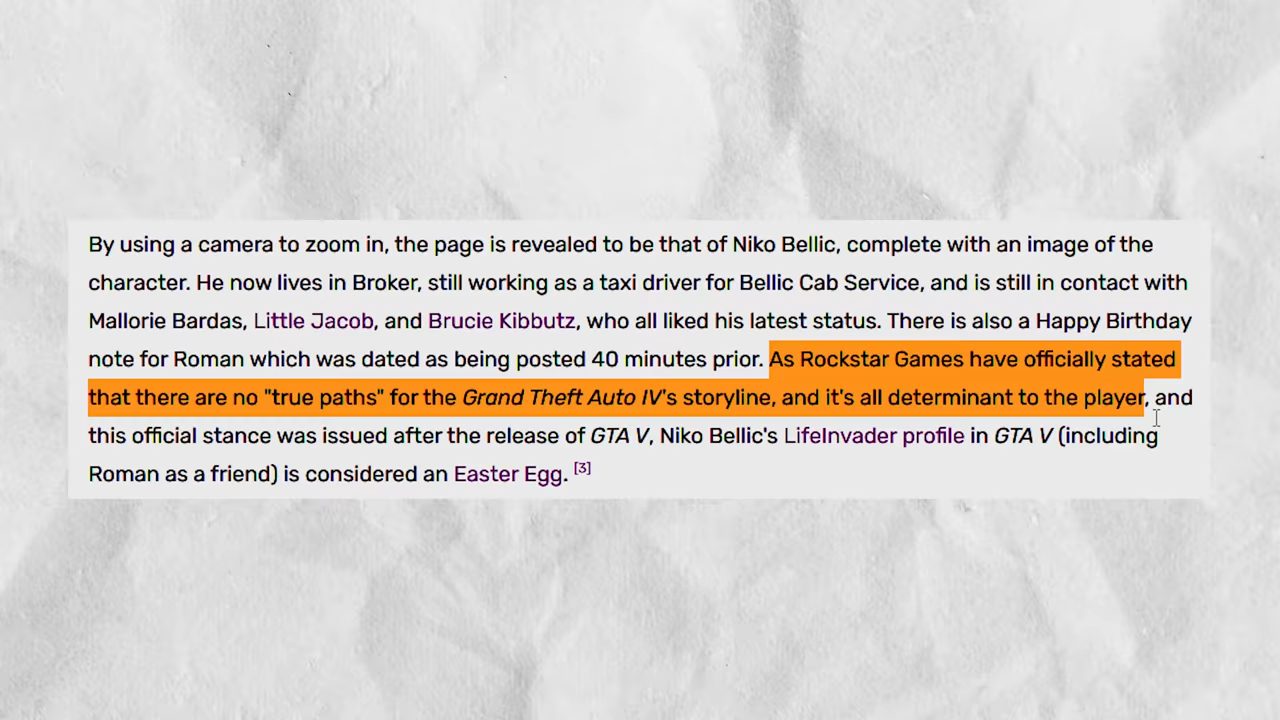 By using a camera to zoom in, the page is revealed to be that of Niko Bellic, complete with an image of the
character. He now lives in Broker, still working as a taxi driver for Bellic Cab Service, and is still in contact with
Mallorie Bardas, Little Jacob, and Brucie Kibbutz, who all liked his latest status. There is also a Happy Birthday
note for Roman which was dated as being posted 40 minutes prior. As Rockstar Games have officially stated
that there are no "true paths" for the Grand Theft Auto IV's storyline, and it's all determinant to the player, and
this official stance was issued after the release of GTA V, Niko Bellic's LifeInvader profile in GTA V (including
Roman as a friend) is considered an Easter Egg. [3]